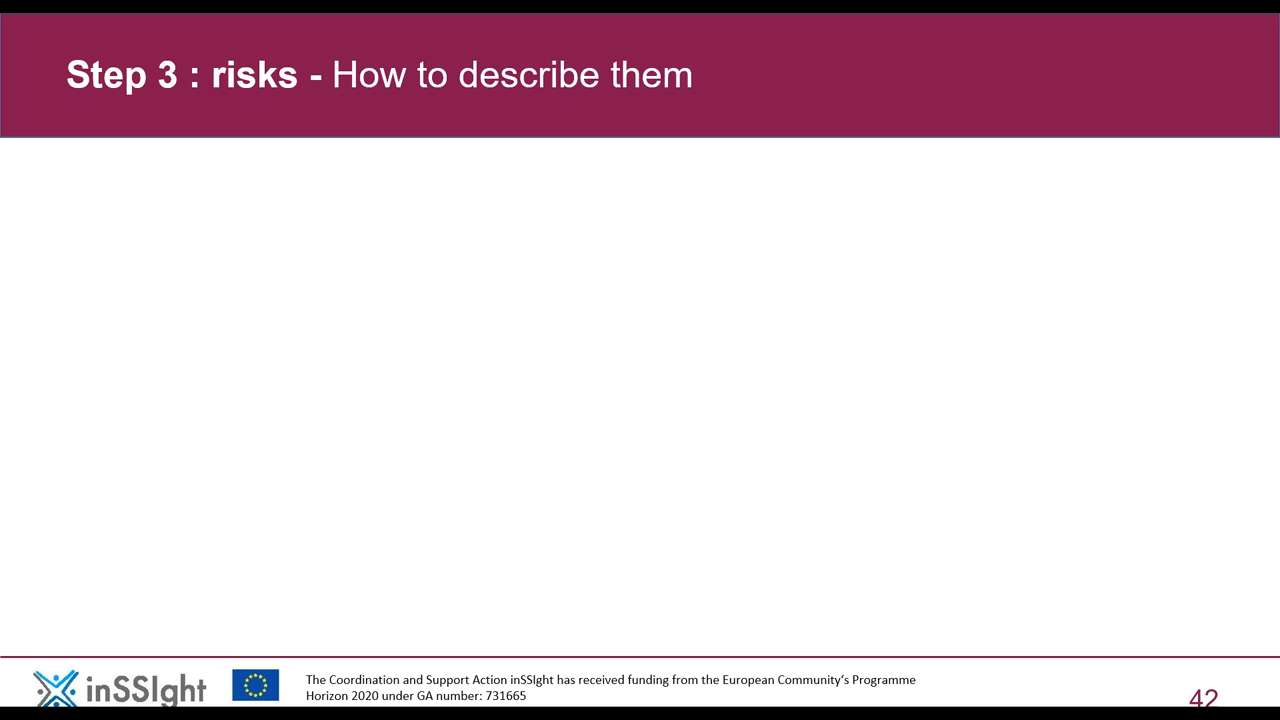 Step 3 : risks - How to describe them
inSSIght
The Coordination and Support Action inSSIght has received funding from the European Community‘s Programme
Horizon 2020 under GA number: 731665
42